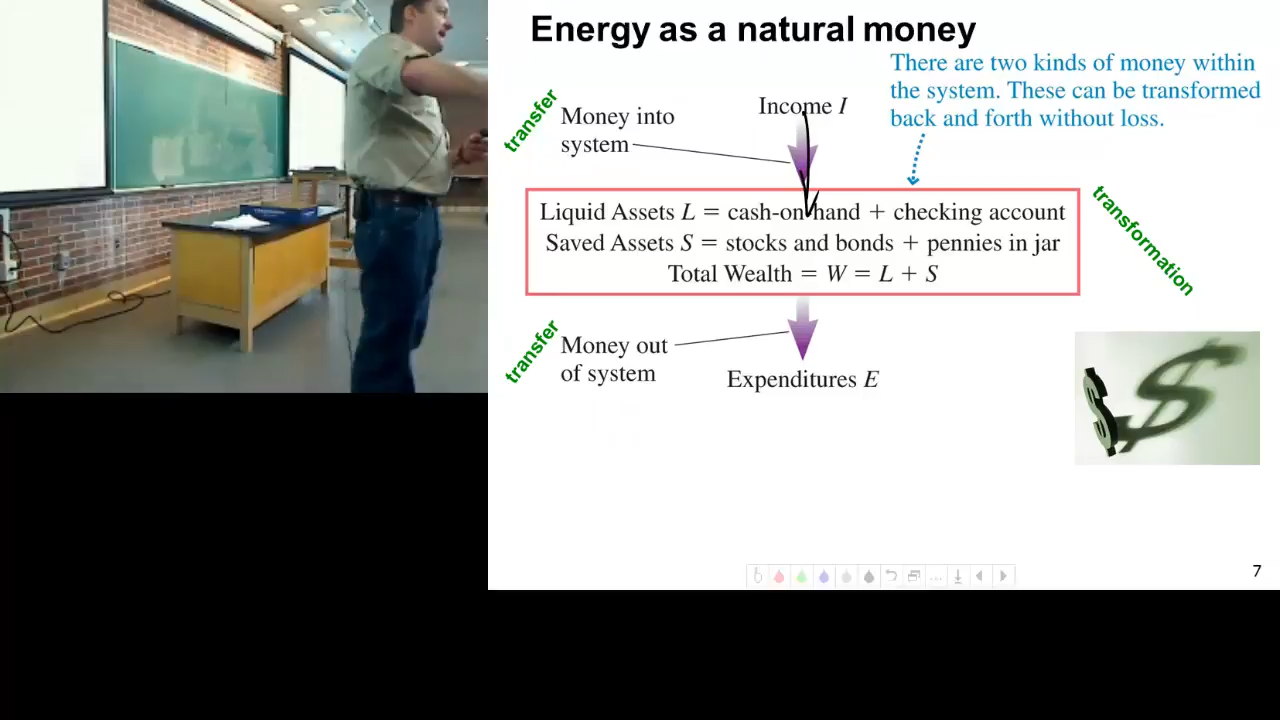 Energy as a natural money
There are two kinds of money within
the system. These can be transformed
back and forth without loss.
transfer
Money into
system
Income I
Liquid Assets L = cash-on-hand + checking account
Saved Assets S = stocks and bonds + pennies in jar
Total Wealth = W = L + S
transformation
transfer
Money out
of system
Expenditures E
7